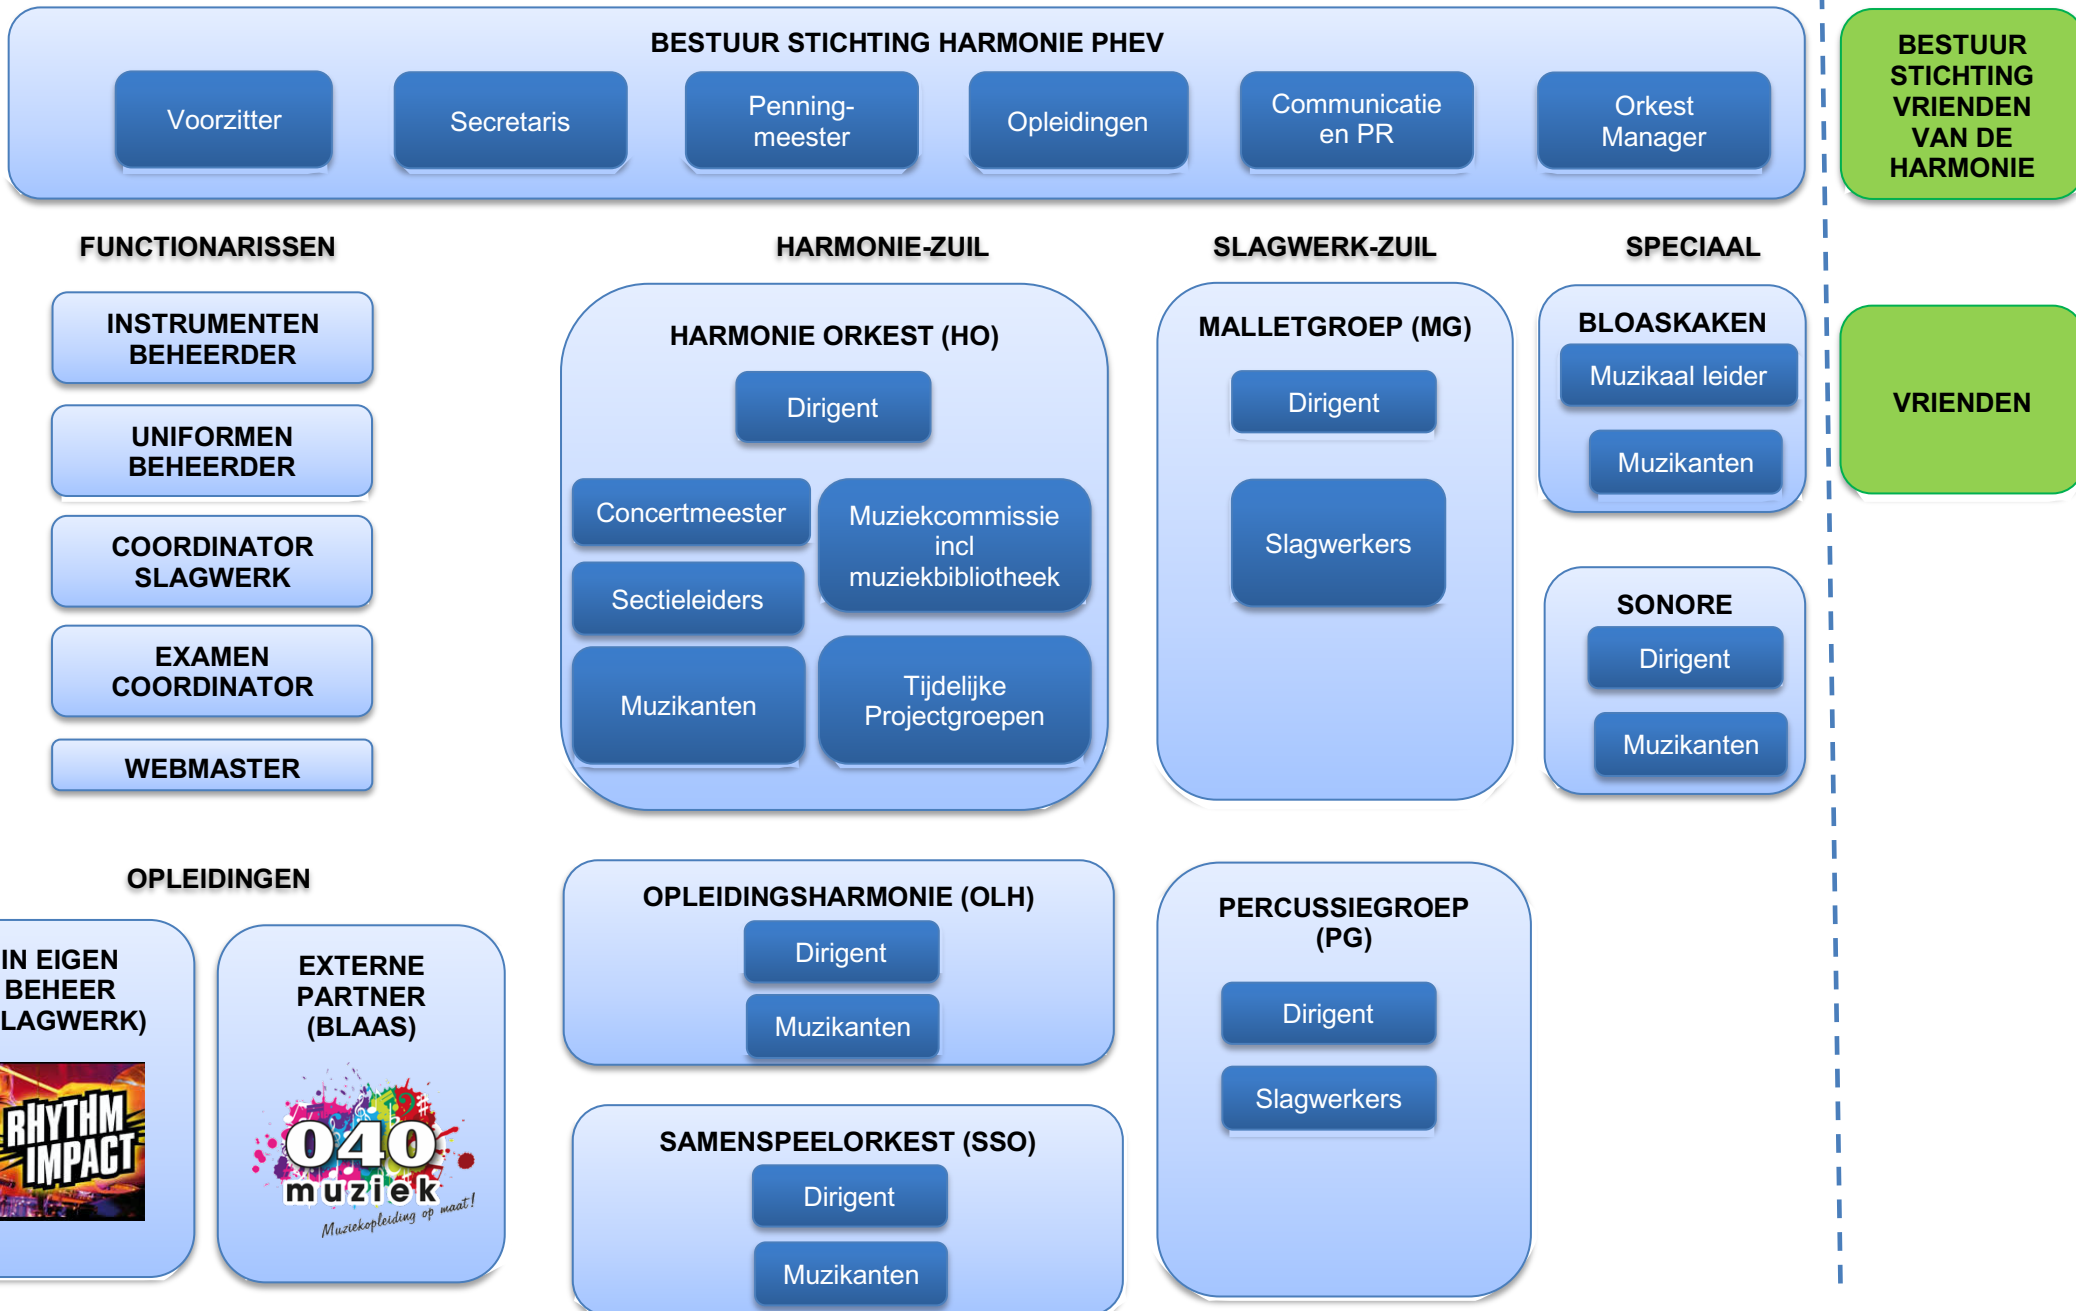 BESTUUR STICHTING HARMONIE PHEV
Voorzitter
Secretaris
Penning-
meester
Opleidingen
Communicatie
en PR
Orkest
Manager
BESTUUR
STICHTING
VRIENDEN
VAN DE
HARMONIE
FUNCTIONARISSEN
INSTRUMENTEN
BEHEERDER
UNIFORMEN
BEHEERDER
COORDINATOR
SLAGWERK
EXAMEN
COORDINATOR
WEBMASTER
HARMONIE-ZUIL
HARMONIE ORKEST (HO)
Dirigent
Concertmeester
Sectieleiders
Muzikanten
Muziekcommissie
incl
muziekbibliotheek
Tijdelijke
Projectgroepen
SLAGWERK-ZUIL
MALLETGROEP (MG)
Dirigent
Slagwerkers
SPECIAAL
BLOASKAKEN
Muzikaal leider
Muzikanten
SONORE
Dirigent
Muzikanten
VRIENDEN
OPLEIDINGEN
IN EIGEN
BEHEER
LAGWERK)
RHYTHM
IMPACT
EXTERNE
PARTNER
(BLAAS)
040
muziek
Muziekopleiding op maat!
OPLEIDINGSHARMONIE (OLH)
Dirigent
Muzikanten
SAMENSPEELORKEST (SSO)
Dirigent
Muzikanten
PERCUSSIEGROEP
(PG)
Dirigent
Slagwerkers